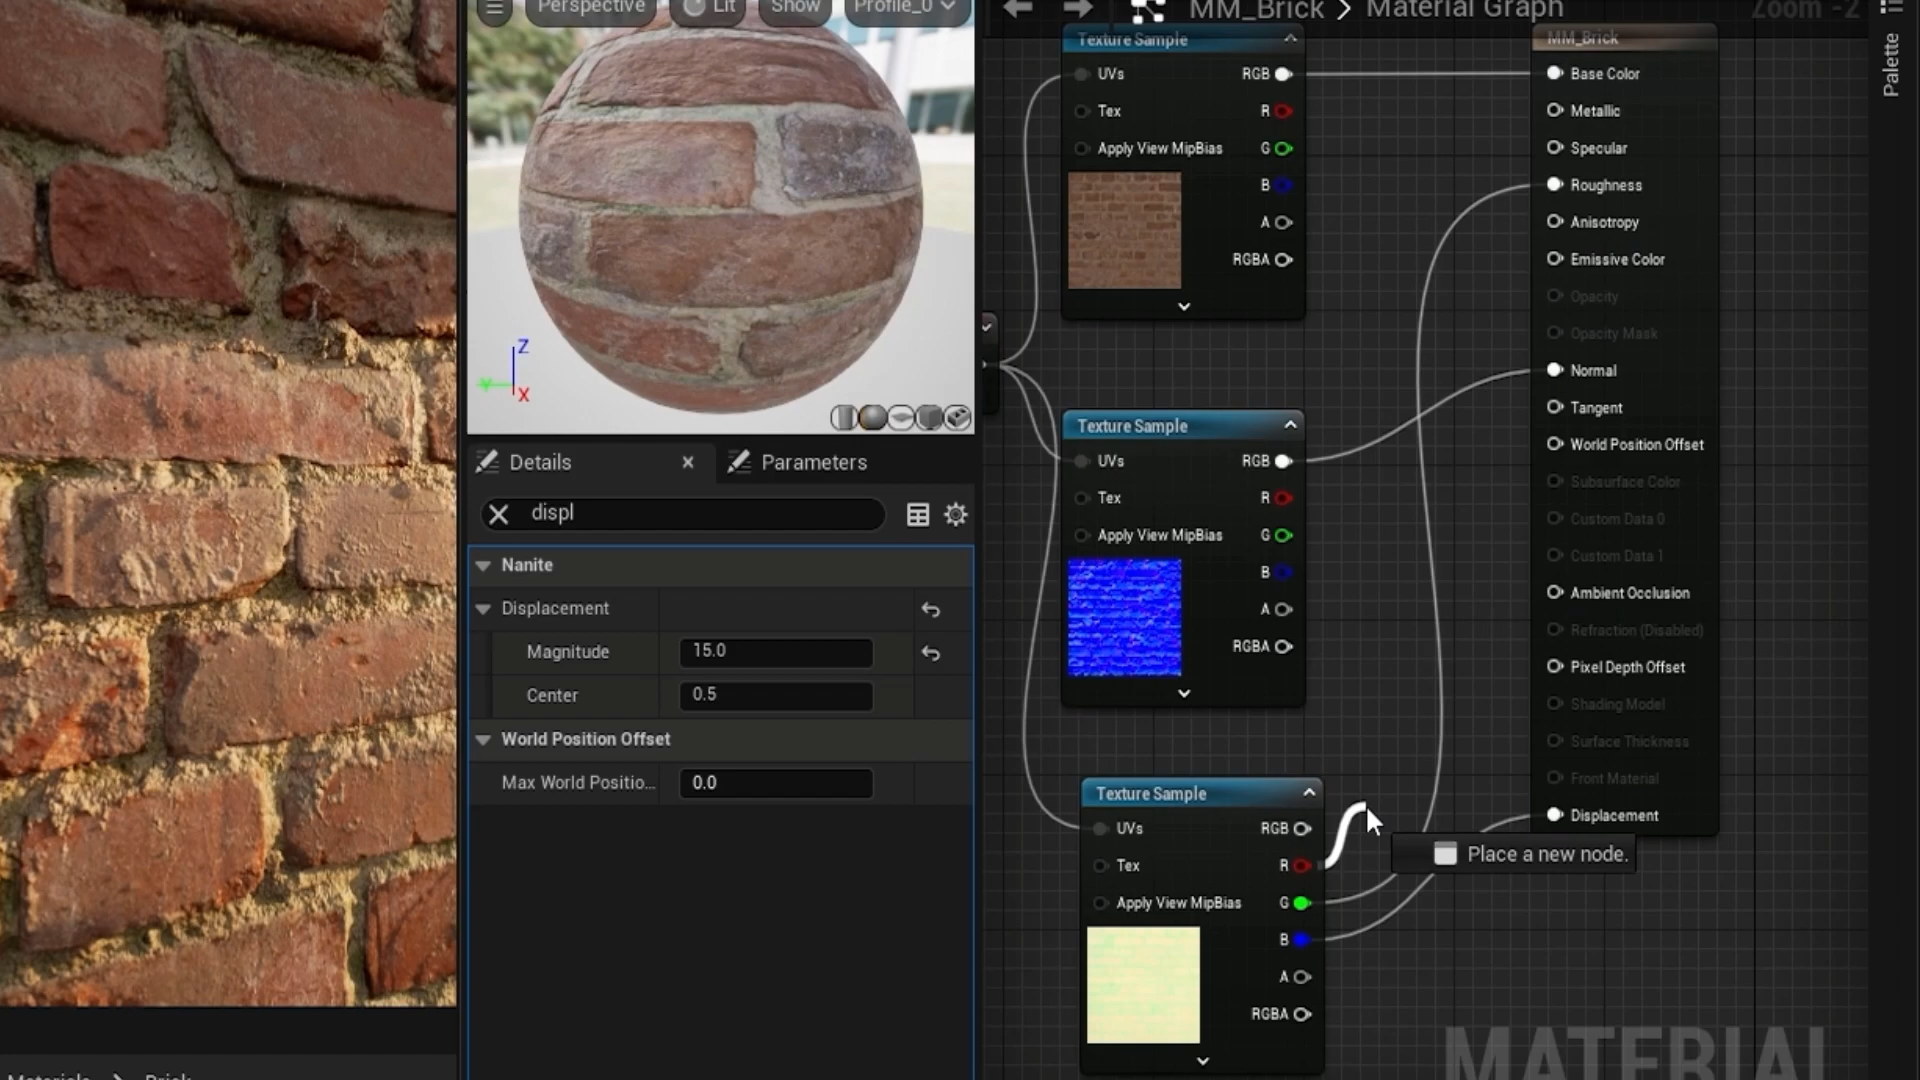 Perspective
Lit
Show
Profile_0
X
Z
Details
Parameters
displ
Nanite
Displacement
Magnitude
15.0
Center
0.5
World Position Offset
Max World Positio...
0.0
MM_Brick > Material Graph
Zoom -2
Palette
Texture Sample
UVs
RGB
Tex
R
Apply View MipBias
G
B
A
RGBA
Texture Sample
UVs
RGB
Tex
R
Apply View MipBias
G
B
A
RGBA
Texture Sample
UVs
RGB
Tex
R
Apply View MipBias
G
B
A
RGBA
MM_Brick
Base Color
Metallic
Specular
Roughness
Anisotropy
Emissive Color
Opacity
Opacity Mask
Normal
Tangent
World Position Offset
Subsurface Color
Custom Data 0
Custom Data 1
Ambient Occlusion
Refraction (Disabled)
Pixel Depth Offset
Shading Model
Surface Thickness
Front Material
Displacement
Place a new node.
MATERIAL
Materials > Brick